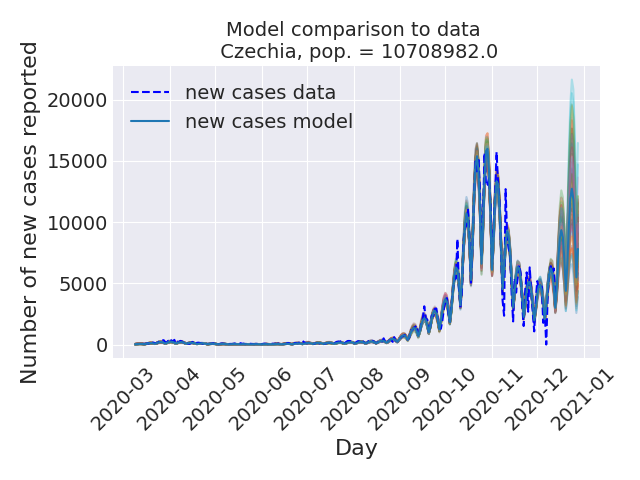 Model comparison to data
Czechia, pop. = 10708982.0
Number of new cases reported
20000
15000
10000
5000
0
new cases data
new cases model
2020-03
2020-04
2020-05
2020-06
2020-07
2020-08
2020-09
2020-10
2020-11
2020-12
2021-01
Day